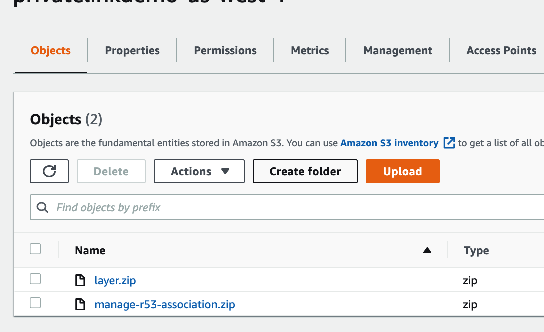 privatelinkdemo-us-west-1
Objects Properties Permissions Metrics Management Access Points
Objects (2)
Objects are the fundamental entities stored in Amazon S3. You can use Amazon S3 inventory to get a list of all ob
Delete Actions Create folder Upload
Find objects by prefix
Name Type
layer.zip zip
manage-r53-association.zip zip